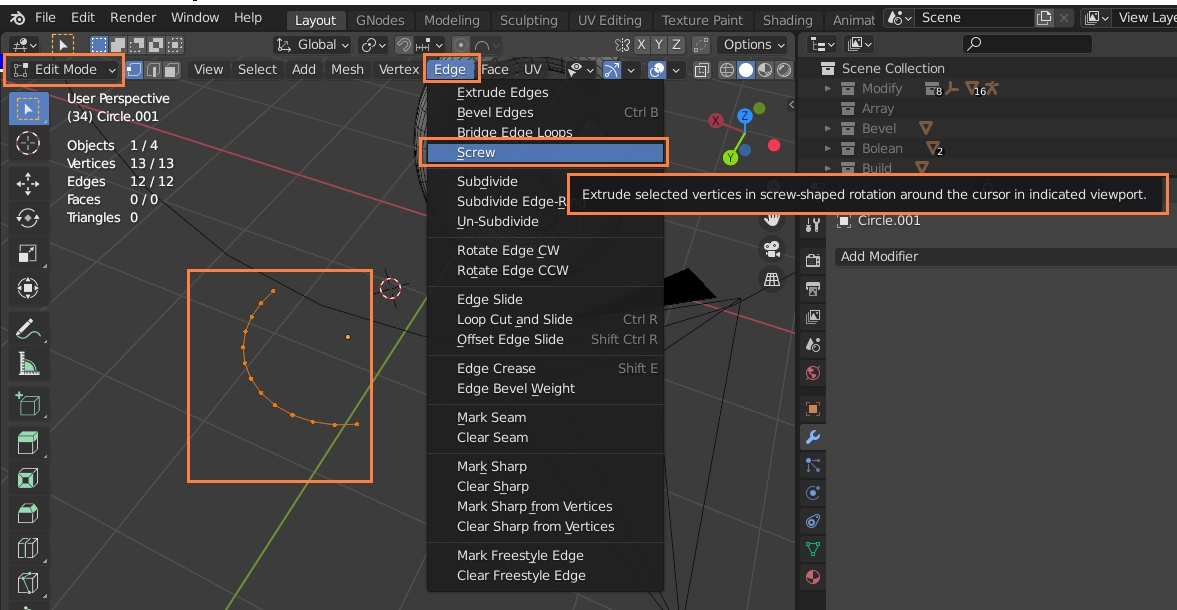 File Edit Render Window Help Layout GNodes Modeling Sculpting UV Editing Texture Paint Shading Animat Scene View Laye
Global X Y Z Options
Edit Mode View Select Add Mesh Vertex Edge Face UV
User Perspective
(34) Circle.001
Objects 1 / 4
Vertices 13 / 13
Edges 12 / 12
Faces 0 / 0
Triangles 0
Extrude Edges
Bevel Edges Ctrl B
Bridge Edge Loops
Screw
Subdivide
Subdivide Edge-R
Un-Subdivide
Rotate Edge CW
Rotate Edge CCW
Edge Slide
Loop Cut and Slide Ctrl R
Offset Edge Slide Shift Ctrl R
Edge Crease Shift E
Edge Bevel Weight
Mark Seam
Clear Seam
Mark Sharp
Clear Sharp
Mark Sharp from Vertices
Clear Sharp from Vertices
Mark Freestyle Edge
Clear Freestyle Edge
X Z Y
Extrude selected vertices in screw-shaped rotation around the cursor in indicated viewport.
Scene Collection
Modify 8 16
Array
Bevel
Bolean 2
Build
Circle.001
Add Modifier